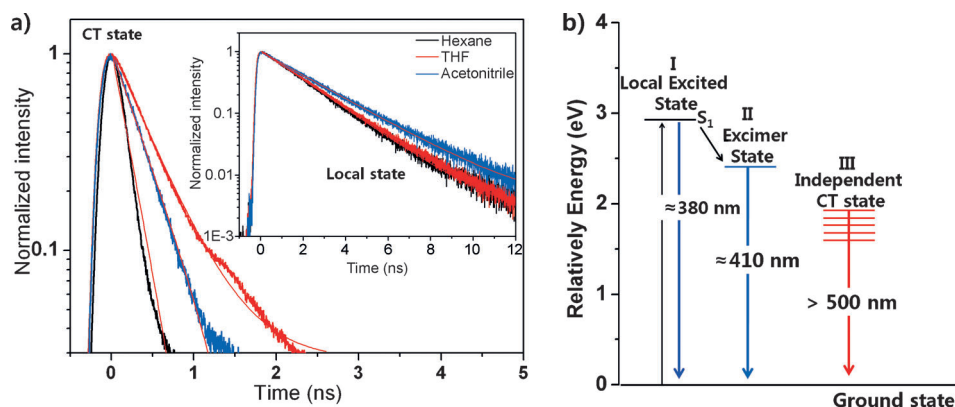 a)
CT state
Normalized intensity
1
0.1
-1
0
1
2
3
4
5
Time (ns)
Hexane
THF
Acetonitrile
Local state
Normalized intensity
1
0.1
0.01
1E-3
0
2
4
6
8
10
12
Time (ns)
b)
Relatively Energy (eV)
4
3
2
1
0
I
Local Excited
State
S1
II
Excimer
State
III
Independent
CT state
≈380 nm
≈410 nm
> 500 nm
Ground state